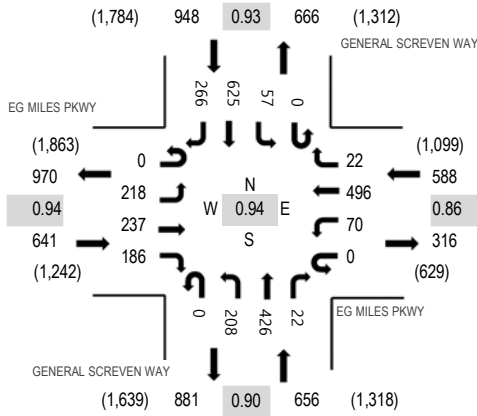 (1,784) 948 0.93 666 (1,312)
GENERAL SCREVEN WAY
266 625 57 0
EG MILES PKWY
(1,863)
970
0.94
641
(1,242)
0
218
237
186
N
W 0.94 E
S
22
496
70
0
(1,099)
588
0.86
316
(629)
0 208 426 22
EG MILES PKWY
GENERAL SCREVEN WAY
(1,639) 881 0.90 656 (1,318)